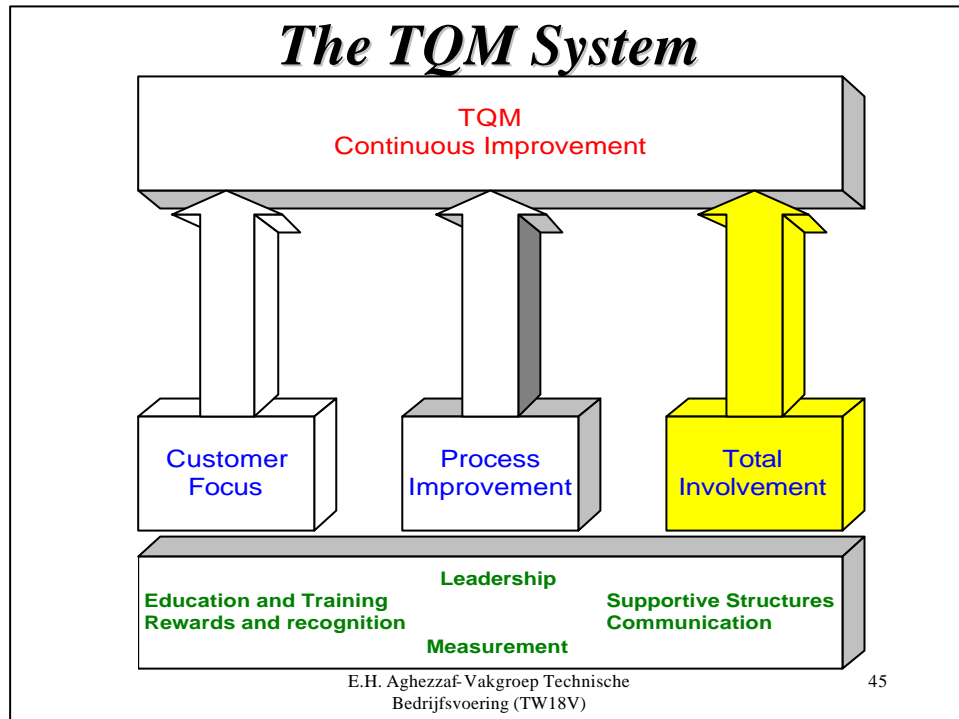 The TQM System
TQM
Continuous Improvement
Customer
Focus
Process
Improvement
Total
Involvement
Leadership
Education and Training
Rewards and recognition
Supportive Structures
Communication
Measurement
E.H. Aghezzaf-Vakgroep Technische
Bedrijfsvoering (TW18V)
45